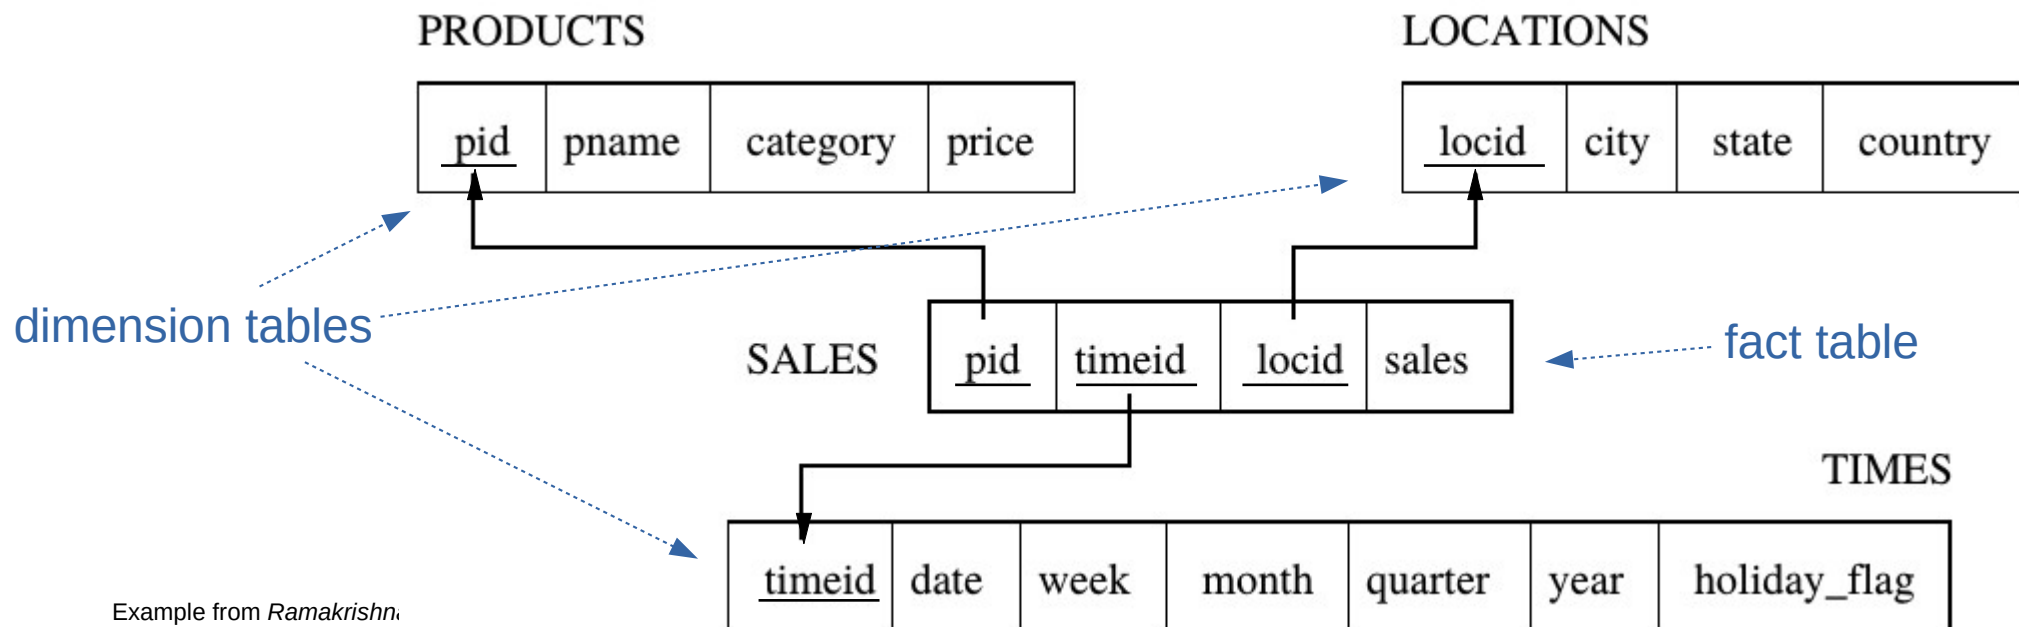 PRODUCTS
LOCATIONS
pid pname category price
locid city state country
dimension tables
SALES pid timeid locid sales
fact table
TIMES
timeid date week month quarter year holiday_flag
Example from